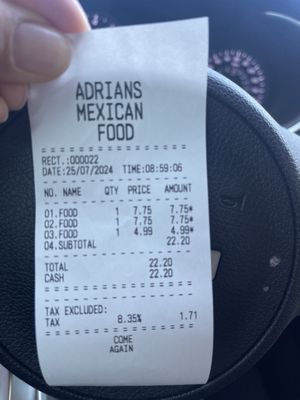 ADRIANS
MEXICAN
FOOD
RECT.:000022
DATE:25/07/2024 TIME:08:59:06
NO. NAME QTY PRICE AMOUNT
01.FOOD 1 7.75 7.75*
02.FOOD 1 7.75 7.75*
03.FOOD 1 4.99 4.99*
04.SUBTOTAL 22.20
TOTAL 22.20
CASH 22.20
TAX EXCLUDED:
TAX 8.35% 1.71
COME
AGAIN